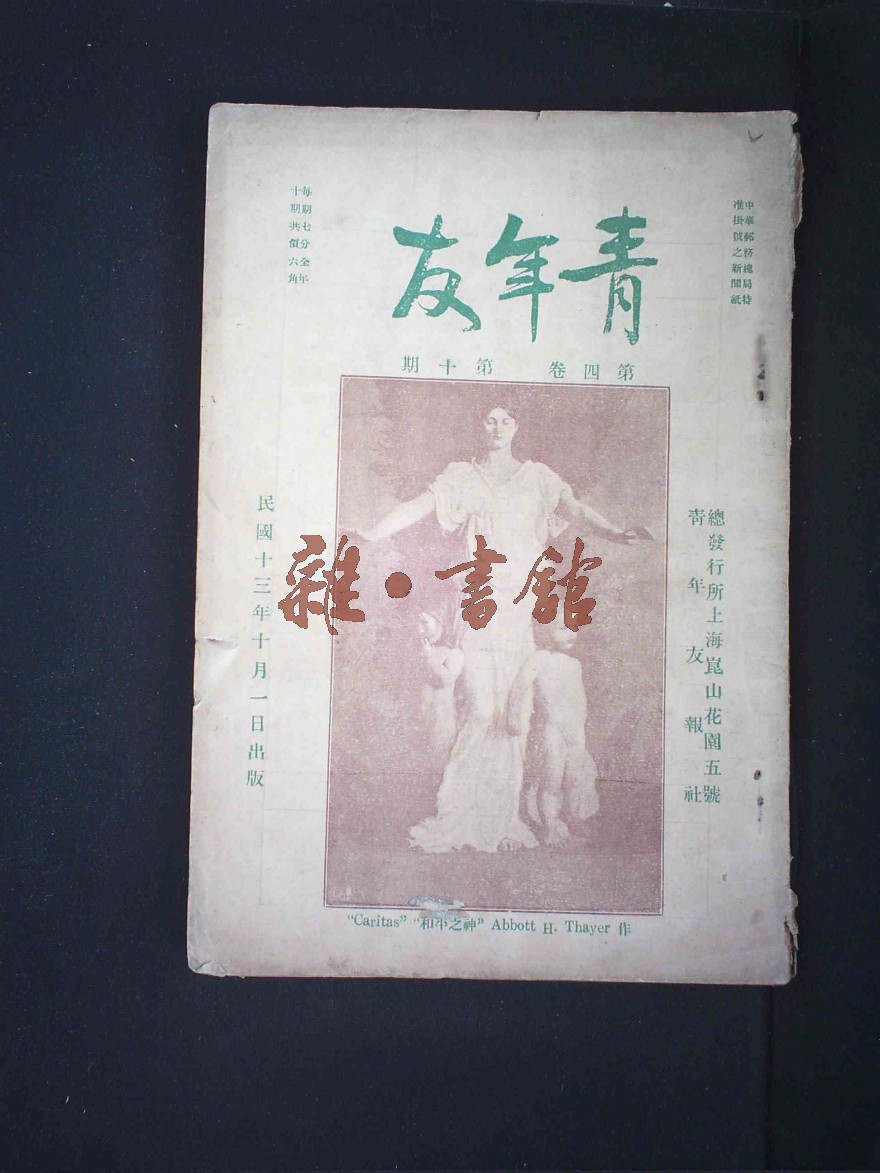 中華郵務總局特
准掛號之新聞紙
每期七分全年
十期共價六角
青年友
第四卷 第十期
總發行所上海崑山花園五號
青年友報社
雜·書館
民國十三年十月一日出版
"Caritas" "和平之神" Abbott H. Thayer 作